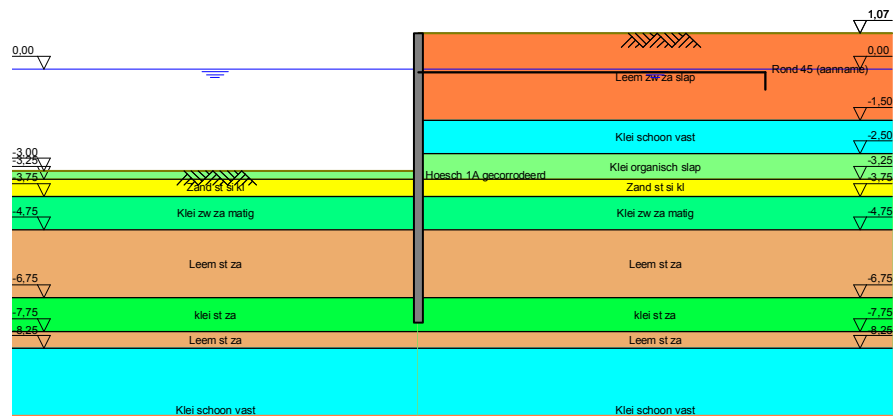 1,07
0,00
0,00
Rond 45 (aanname)
Leem zw za slap
-1,50
Klei schoon vast
-2,50
-3,00
-3,25
Klei organisch slap
-3,25
Hoesch 1A gecorrodeerd
-3,75
Zand st si kl
Zand st si kl
-3,75
Klei zw za matig
Klei zw za matig
-4,75
-4,75
Leem st za
Leem st za
-6,75
-6,75
klei st za
klei st za
-7,75
-7,75
-8,25
Leem st za
Leem st za
-8,25
Klei schoon vast
Klei schoon vast